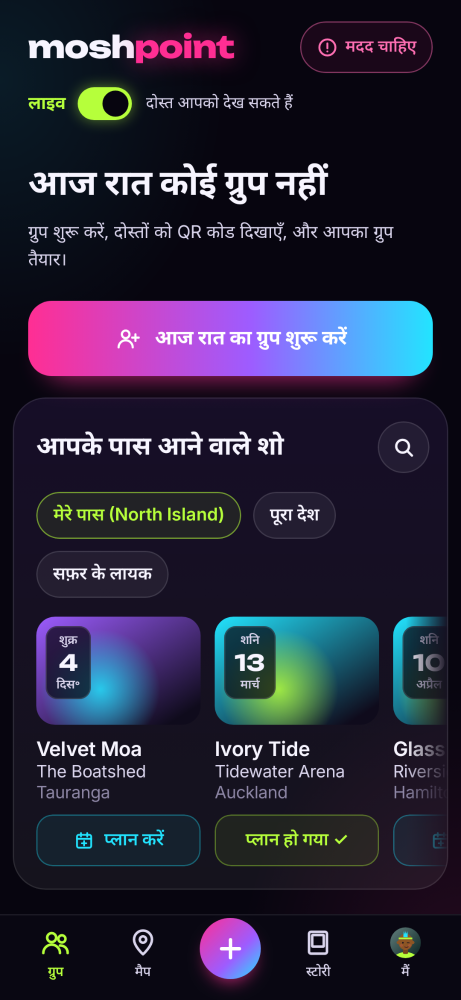 moshpoint
मदद चाहिए
लाइव
दोस्त आपको देख सकते हैं
आज रात कोई ग्रुप नहीं
ग्रुप शुरू करें, दोस्तों को QR कोड दिखाएँ, और आपका ग्रुप
तैयार।
आज रात का ग्रुप शुरू करें
आपके पास आने वाले शो
मेरे पास (North Island)
पूरा देश
सफ़र के लायक
शुक्र
4
दिस॰
शनि
13
मार्च
शनि
10
अप्रैल
Velvet Moa
The Boatshed
Tauranga
Ivory Tide
Tidewater Arena
Auckland
Glass
प्लान करें
प्लान हो गया ✓
ग्रुप
मैप
स्टोरी
मैं